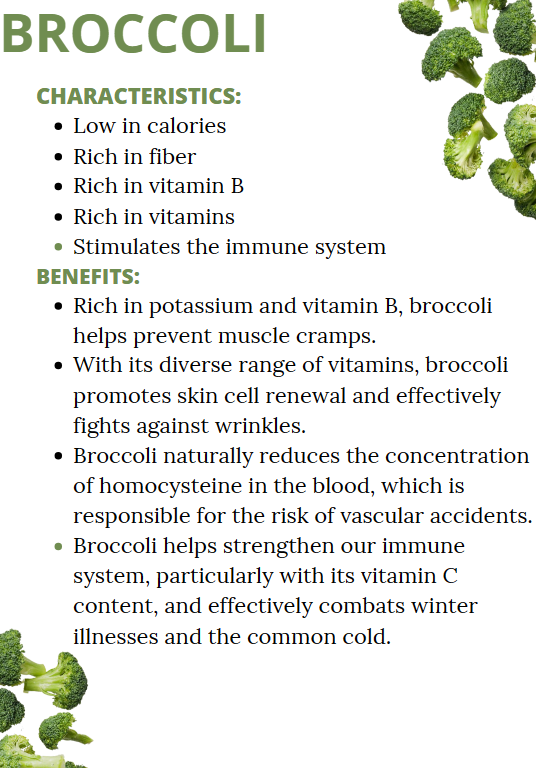 BROCCOLI
CHARACTERISTICS:
• Low in calories
• Rich in fiber
• Rich in vitamin B
• Rich in vitamins
• Stimulates the immune system
BENEFITS:
• Rich in potassium and vitamin B, broccoli
helps prevent muscle cramps.
• With its diverse range of vitamins, broccoli
promotes skin cell renewal and effectively
fights against wrinkles.
• Broccoli naturally reduces the concentration
of homocysteine in the blood, which is
responsible for the risk of vascular accidents.
• Broccoli helps strengthen our immune
system, particularly with its vitamin C
content, and effectively combats winter
illnesses and the common cold.